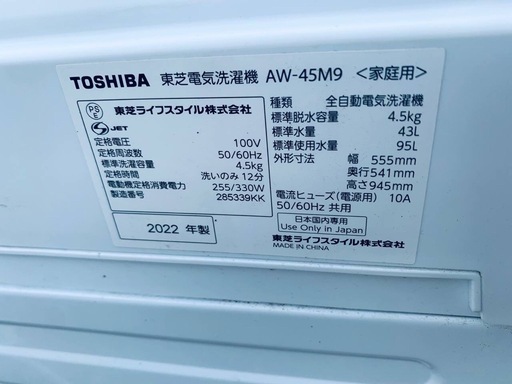 TOSHIBA 東芝電気洗濯機 AW-45M9 <家庭用>
PS E 東芝ライフスタイル株式会社
JET
定格電圧 100V
定格周波数 50/60Hz
標準洗濯容量 4.5kg
定格時間 洗いのみ 12分
電動機定格消費電力 255/330W
製造番号 285339KK
2022 年製
種類 全自動電気洗濯機
標準脱水容量 4.5kg
標準水量 43L
標準使用水量 95L
外形寸法 幅 555mm
奥行541mm
高さ945mm
電流ヒューズ(電源用) 10A
50/60Hz 共用
日本国内専用
Use Only in Japan
東芝ライフスタイル株式会社
MADE IN CHINA